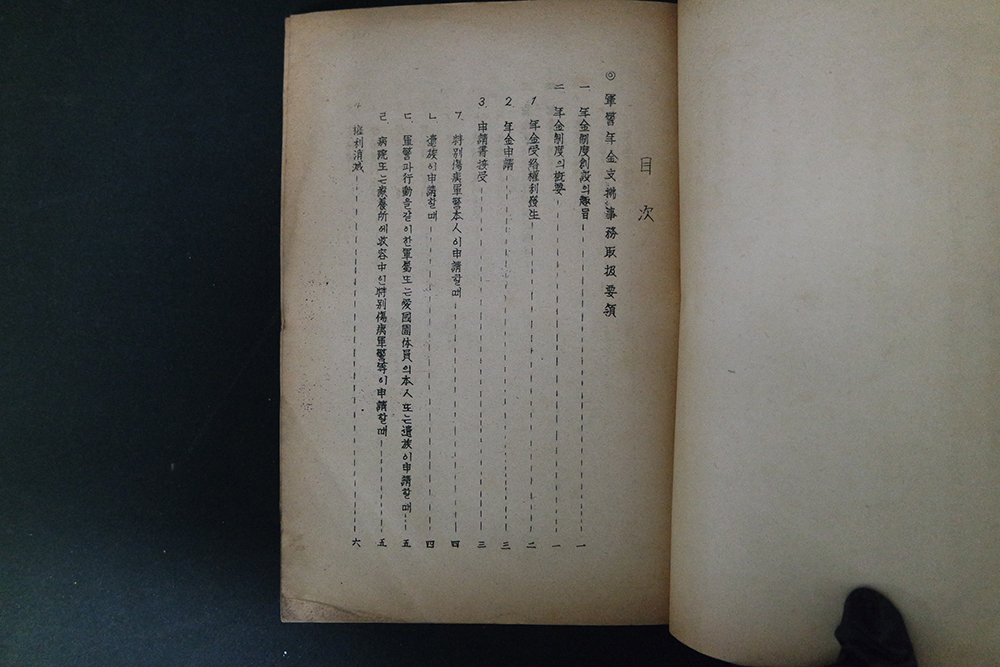 目次
◎ 軍警年金支拂事務取扱要領
一 年金制度創設의趣旨 一
二 年金制度의槪要 一
1. 年金受給權利發生 二
2. 年金申請 三
3. 申請書接受 三
ㄱ. 特別傷痍軍警本人이申請할때 四
ㄴ. 遺族이申請할때 四
ㄷ. 軍警과行動을같이한軍屬또는愛國團体員의本人또는遺族이申請할때 五
ㄹ. 病院또는療養所에收容中인特別傷痍軍警等이申請할때 五
權利消滅 六